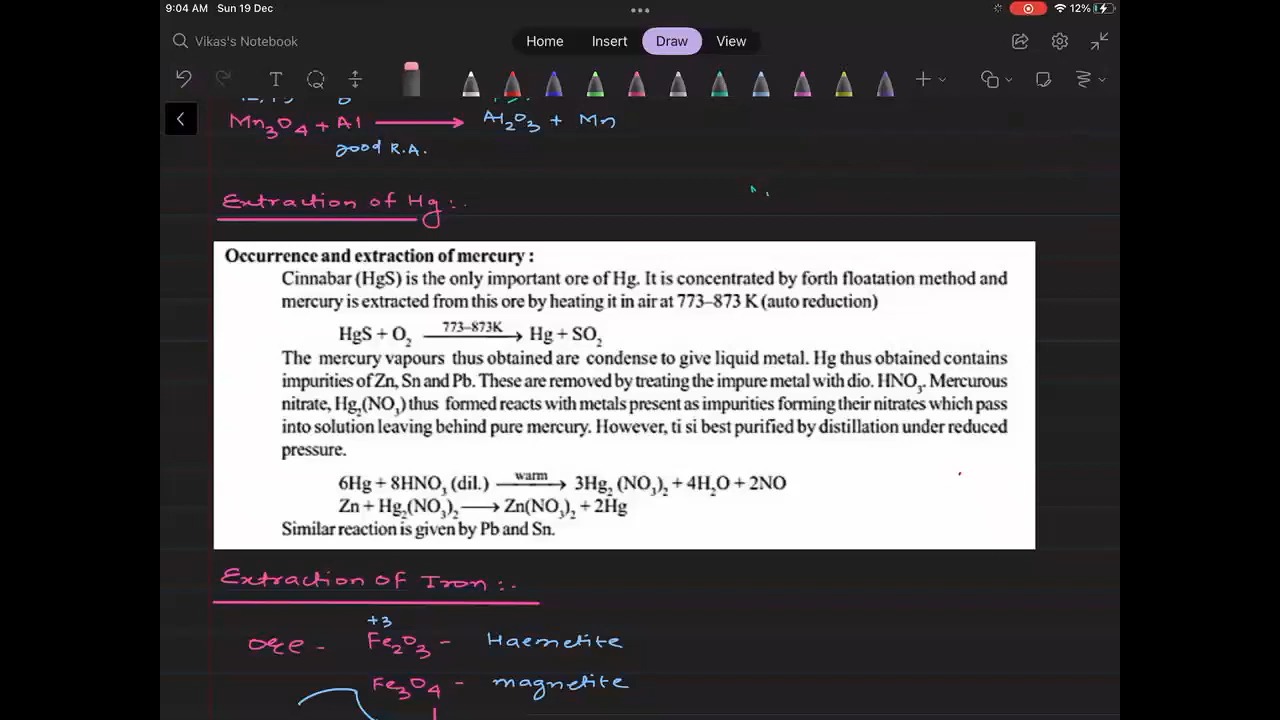 9:04 AM Sun 19 Dec
12%
Vikas's Notebook
Home Insert Draw View
Mn3O4 + Al ⟶ Al2O3 + Mn
good R.A.
Extraction of Hg :.
Occurrence and extraction of mercury :
Cinnabar (HgS) is the only important ore of Hg. It is concentrated by forth floatation method and
mercury is extracted from this ore by heating it in air at 773–873 K (auto reduction)
HgS + O2 —773–873K→ Hg + SO2
The mercury vapours thus obtained are condense to give liquid metal. Hg thus obtained contains
impurities of Zn, Sn and Pb. These are removed by treating the impure metal with dio. HNO3. Mercurous
nitrate, Hg2(NO3) thus formed reacts with metals present as impurities forming their nitrates which pass
into solution leaving behind pure mercury. However, ti si best purified by distillation under reduced
pressure.
6Hg + 8HNO3 (dil.) —warm→ 3Hg2 (NO3)2 + 4H2O + 2NO
Zn + Hg2(NO3)2 ⟶ Zn(NO3)2 + 2Hg
Similar reaction is given by Pb and Sn.
Extraction of Iron :.
+3
ore - Fe2O3 - Haemetite
Fe3O4 - magnetite